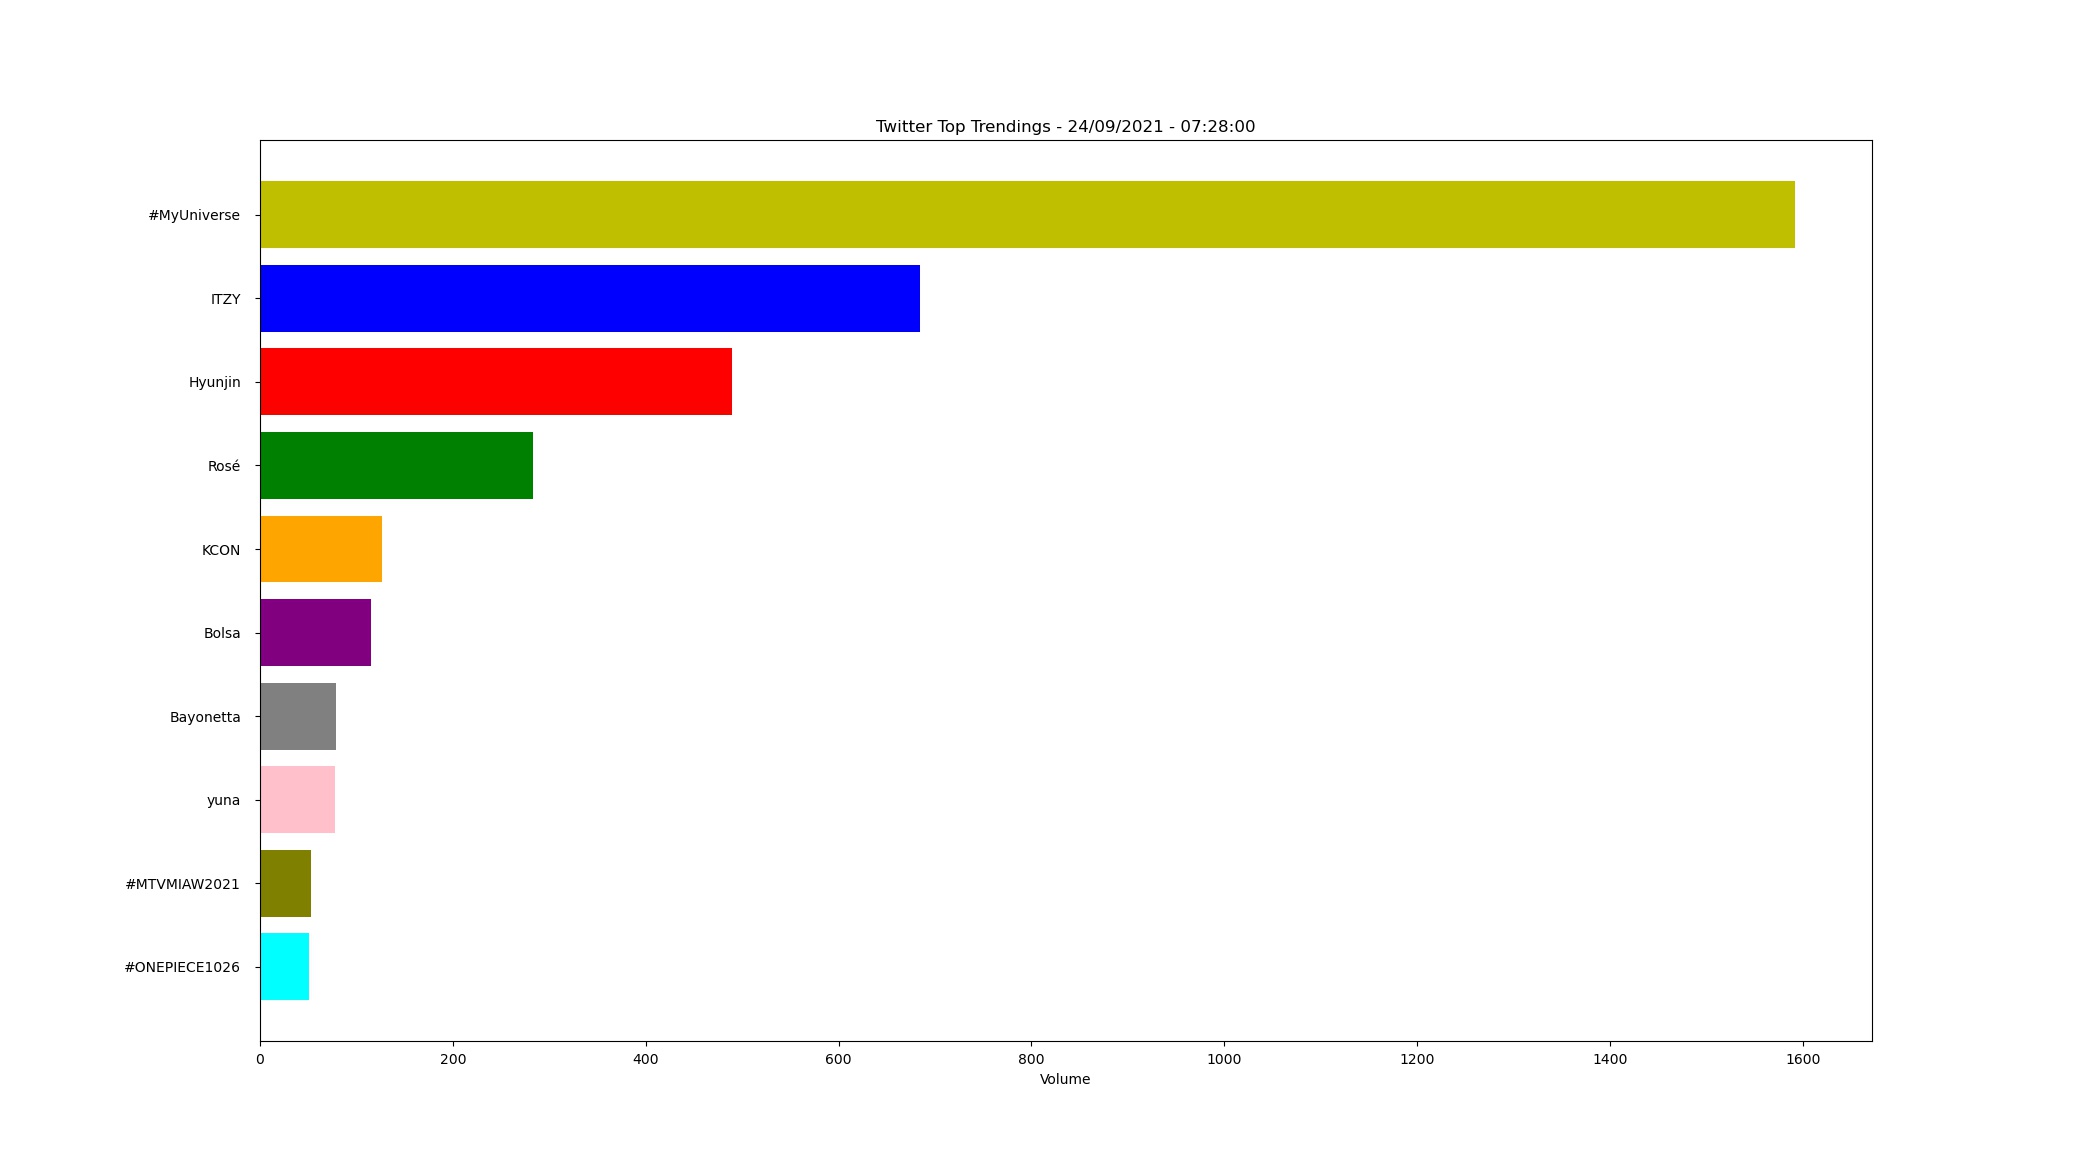 Twitter Top Trendings - 24/09/2021 - 07:28:00
#MyUniverse
ITZY
Hyunjin
Rosé
KCON
Bolsa
Bayonetta
yuna
#MTVMIAW2021
#ONEPIECE1026
0 200 400 600 800 1000 1200 1400 1600
Volume